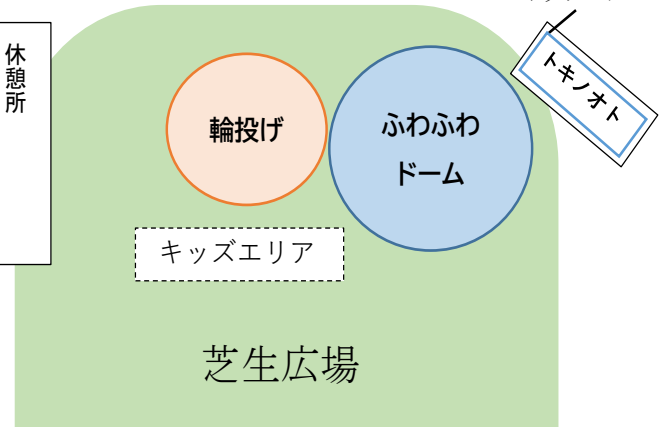 休憩所
輪投げ
ふわふわ
ドーム
トキノオト
キッズエリア
芝生広場